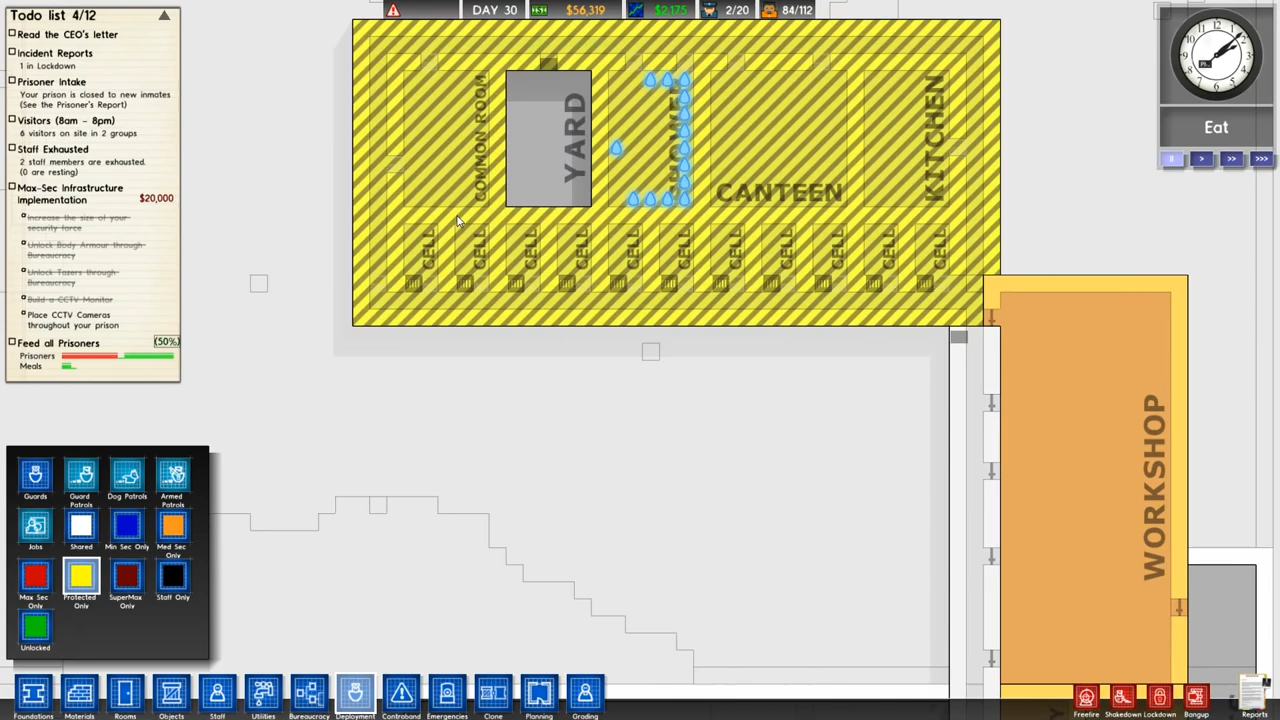 Todo list 4/12
DAY 30
$56,319
$2,175
2/20
84/112
Read the CEO's letter
Incident Reports
1 in Lockdown
Prisoner Intake
Your prison is closed to new inmates
(See the Prisoner's Report)
Visitors (8am – 8pm)
6 visitors on site in 2 groups
Staff Exhausted
2 staff members are exhausted.
(0 are resting)
Max-Sec Infrastructure
Implementation
$20,000
Increase the size of your
security force
Unlock Body Armour through
Bureaucracy
Unlock Tazers through
Bureaucracy
Build a CCTV Monitor
Place CCTV Cameras
throughout your prison
Feed all Prisoners
(50%)
Prisoners
Meals
Eat
COMMON ROOM
YARD
SHOWER
CANTEEN
KITCHEN
CELL
CELL
CELL
CELL
CELL
CELL
CELL
CELL
CELL
CELL
CELL
WORKSHOP
Guards
Guard
Patrols
Dog Patrols
Armed
Patrols
Jobs
Shared
Min Sec Only
Med Sec
Only
Max Sec
Only
Protected
Only
SuperMax
Only
Staff Only
Unlocked
Foundations
Materials
Rooms
Objects
Staff
Utilities
Bureaucracy
Deployment
Contraband
Emergencies
Clone
Planning
Grading
Freefire
Shakedown
Lockdown
Bangup
Reports